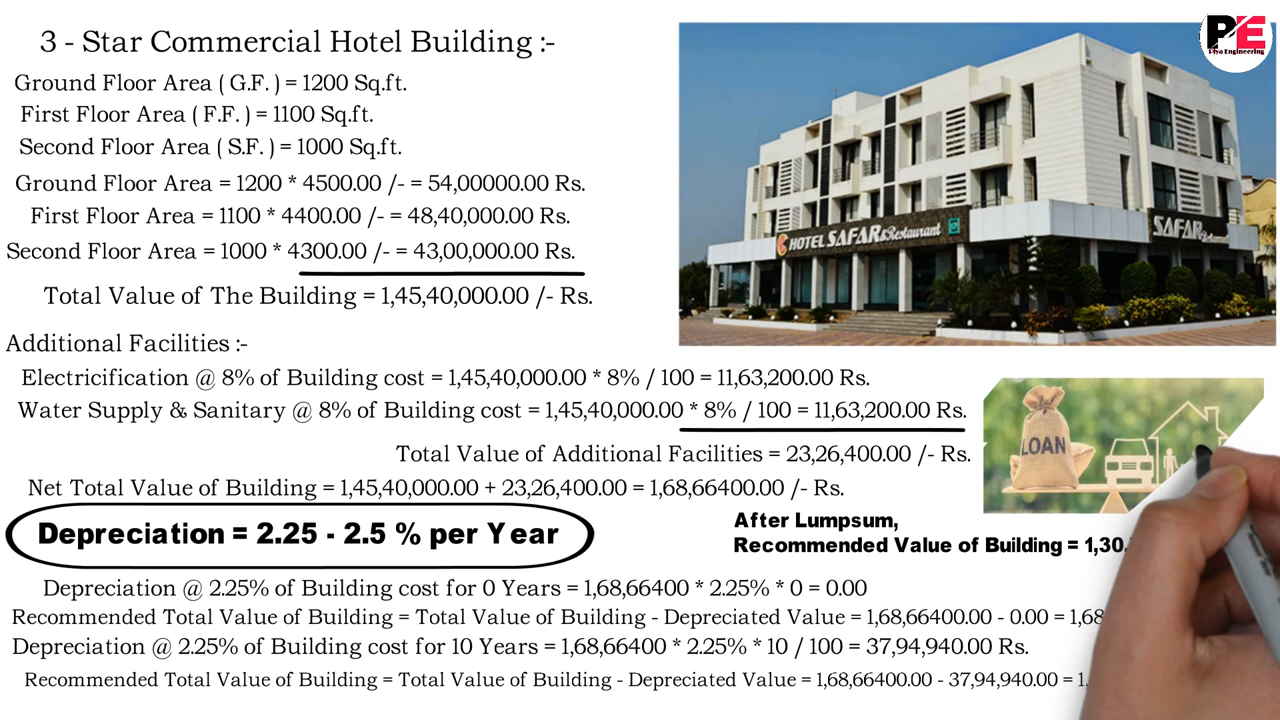 3 - Star Commercial Hotel Building :-
Ground Floor Area ( G.F. ) = 1200 Sq.ft.
First Floor Area ( F.F. ) = 1100 Sq.ft.
Second Floor Area ( S.F. ) = 1000 Sq.ft.
Ground Floor Area = 1200 * 4500.00 /- = 54,00000.00 Rs.
First Floor Area = 1100 * 4400.00 /- = 48,40,000.00 Rs.
Second Floor Area = 1000 * 4300.00 /- = 43,00,000.00 Rs.
Total Value of The Building = 1,45,40,000.00 /- Rs.
PE
Piya Engineering
HOTEL SAFAR & Restaurant
SAFAR
Additional Facilities :-
Electricification @ 8% of Building cost = 1,45,40,000.00 * 8% / 100 = 11,63,200.00 Rs.
Water Supply & Sanitary @ 8% of Building cost = 1,45,40,000.00 * 8% / 100 = 11,63,200.00 Rs.
Total Value of Additional Facilities = 23,26,400.00 /- Rs.
LOAN
Net Total Value of Building = 1,45,40,000.00 + 23,26,400.00 = 1,68,66400.00 /- Rs.
Depreciation = 2.25 - 2.5 % per Year
After Lumpsum,
Recommended Value of Building = 1,30.
Depreciation @ 2.25% of Building cost for 0 Years = 1,68,66400 * 2.25% * 0 = 0.00
Recommended Total Value of Building = Total Value of Building - Depreciated Value = 1,68,66400.00 - 0.00 = 1,68
Depreciation @ 2.25% of Building cost for 10 Years = 1,68,66400 * 2.25% * 10 / 100 = 37,94,940.00 Rs.
Recommended Total Value of Building = Total Value of Building - Depreciated Value = 1,68,66400.00 - 37,94,940.00 = 1.